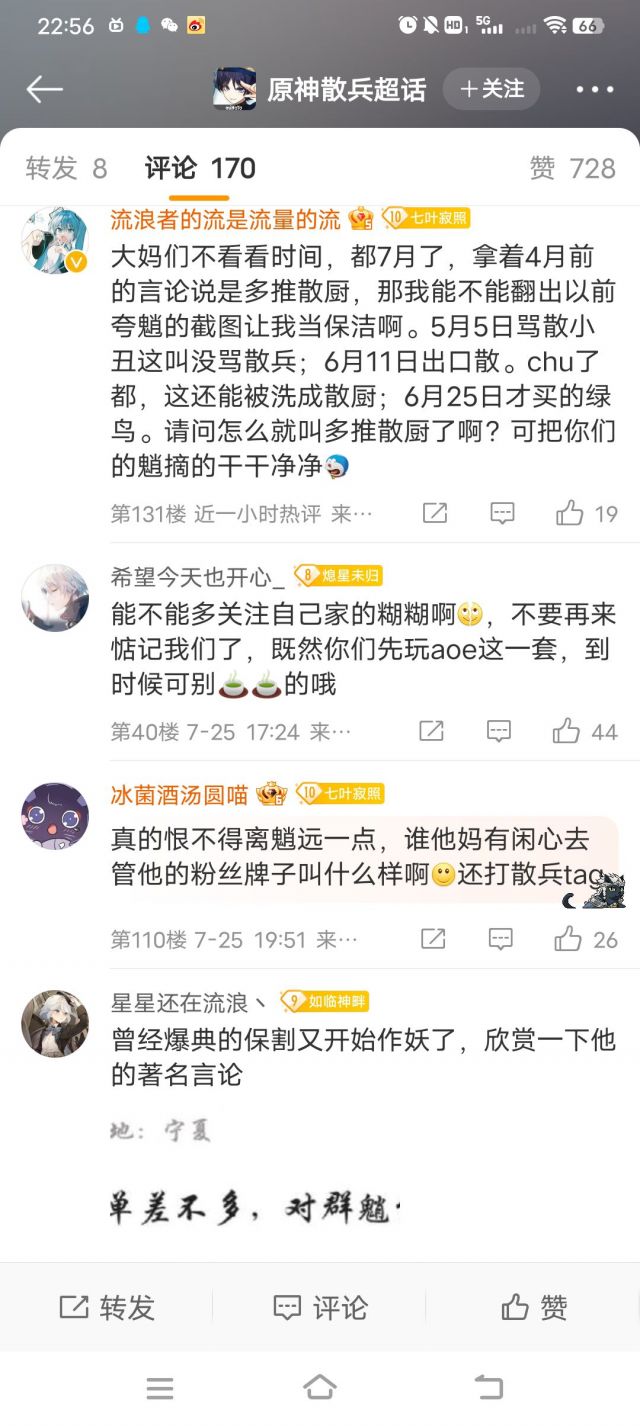 22:56
HD 5G 66
原神散兵超话
+关注
转发 8 评论 170 赞 728
流浪者的流是流量的流 10 七叶寂照
大妈们不看看时间，都7月了，拿着4月前
的言论说是多推散厨，那我能不能翻出以前
夸魈的截图让我当保洁啊。5月5日骂散小
丑这叫没骂散兵；6月11日出口散。chu了
都，这还能被洗成散厨；6月25日才买的绿
鸟。请问怎么就叫多推散厨了啊？可把你们
的魈摘的干干净净
第131楼 近一小时热评 来… 19
希望今天也开心_ 8 熄星未归
能不能多关注自己家的糊糊啊，不要再来
惦记我们了，既然你们先玩aoe这一套，到
时候可别的哦
第40楼 7-25 17:24 来… 44
冰菌酒汤圆喵 10 七叶寂照
真的恨不得离魈远一点，谁他妈有闲心去
管他的粉丝牌子叫什么样啊还打散兵tag
第110楼 7-25 19:51 来… 26
星星还在流浪丶 9 如临神畔
曾经爆典的保割又开始作妖了，欣赏一下他
的著名言论
地：宁夏
单差不多，对群魈
转发 评论 赞